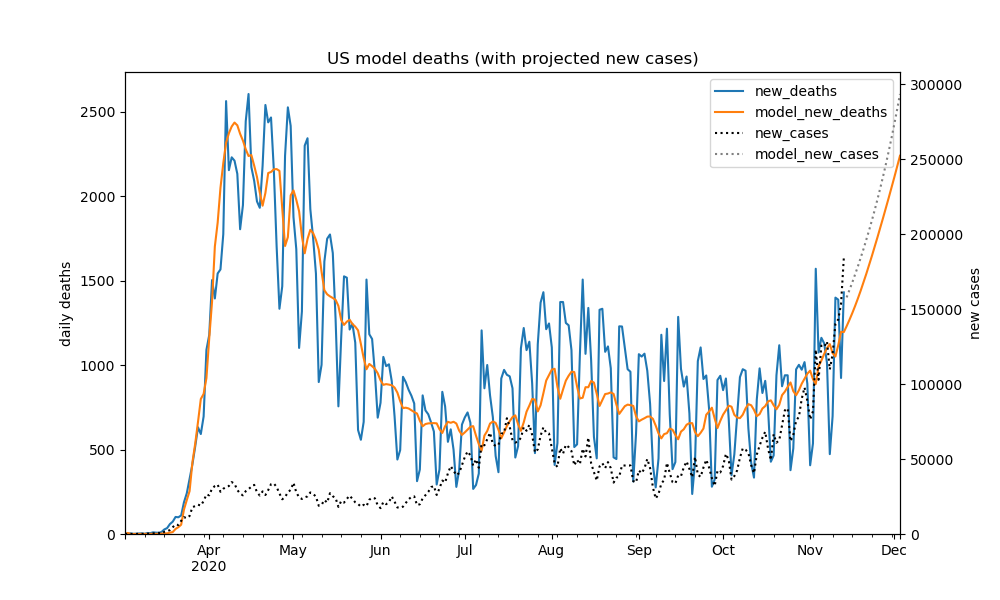 US model deaths (with projected new cases)
new_deaths
model_new_deaths
new_cases
model_new_cases
daily deaths
2500
2000
1500
1000
500
0
300000
250000
200000
150000
100000
50000
0
new cases
Apr May Jun Jul Aug Sep Oct Nov Dec
2020